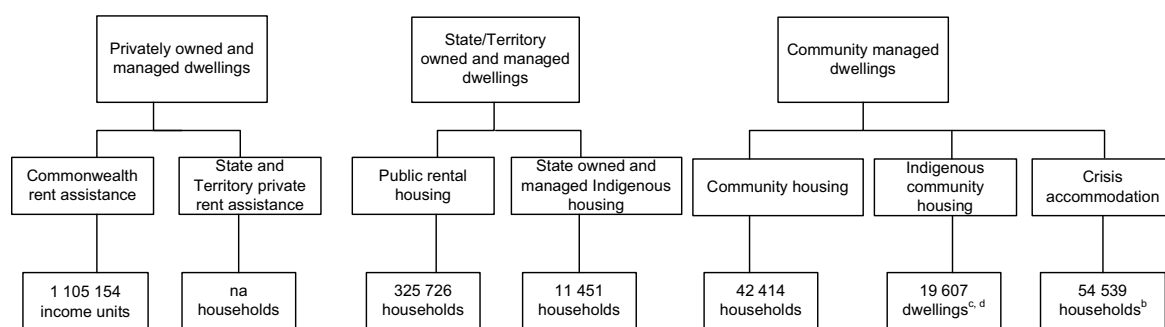 Privately owned and
managed dwellings
State/Territory
owned and managed
dwellings
Community managed
dwellings
Commonwealth
rent assistance
State and
Territory private
rent assistance
Public rental
housing
State owned and
managed Indigenous
housing
Community housing
Indigenous
community
housing
Crisis
accommodation
1 105 154
income units
na
households
325 726
households
11 451
households
42 414
households
19 607
dwellings^c, d
54 539
households^b